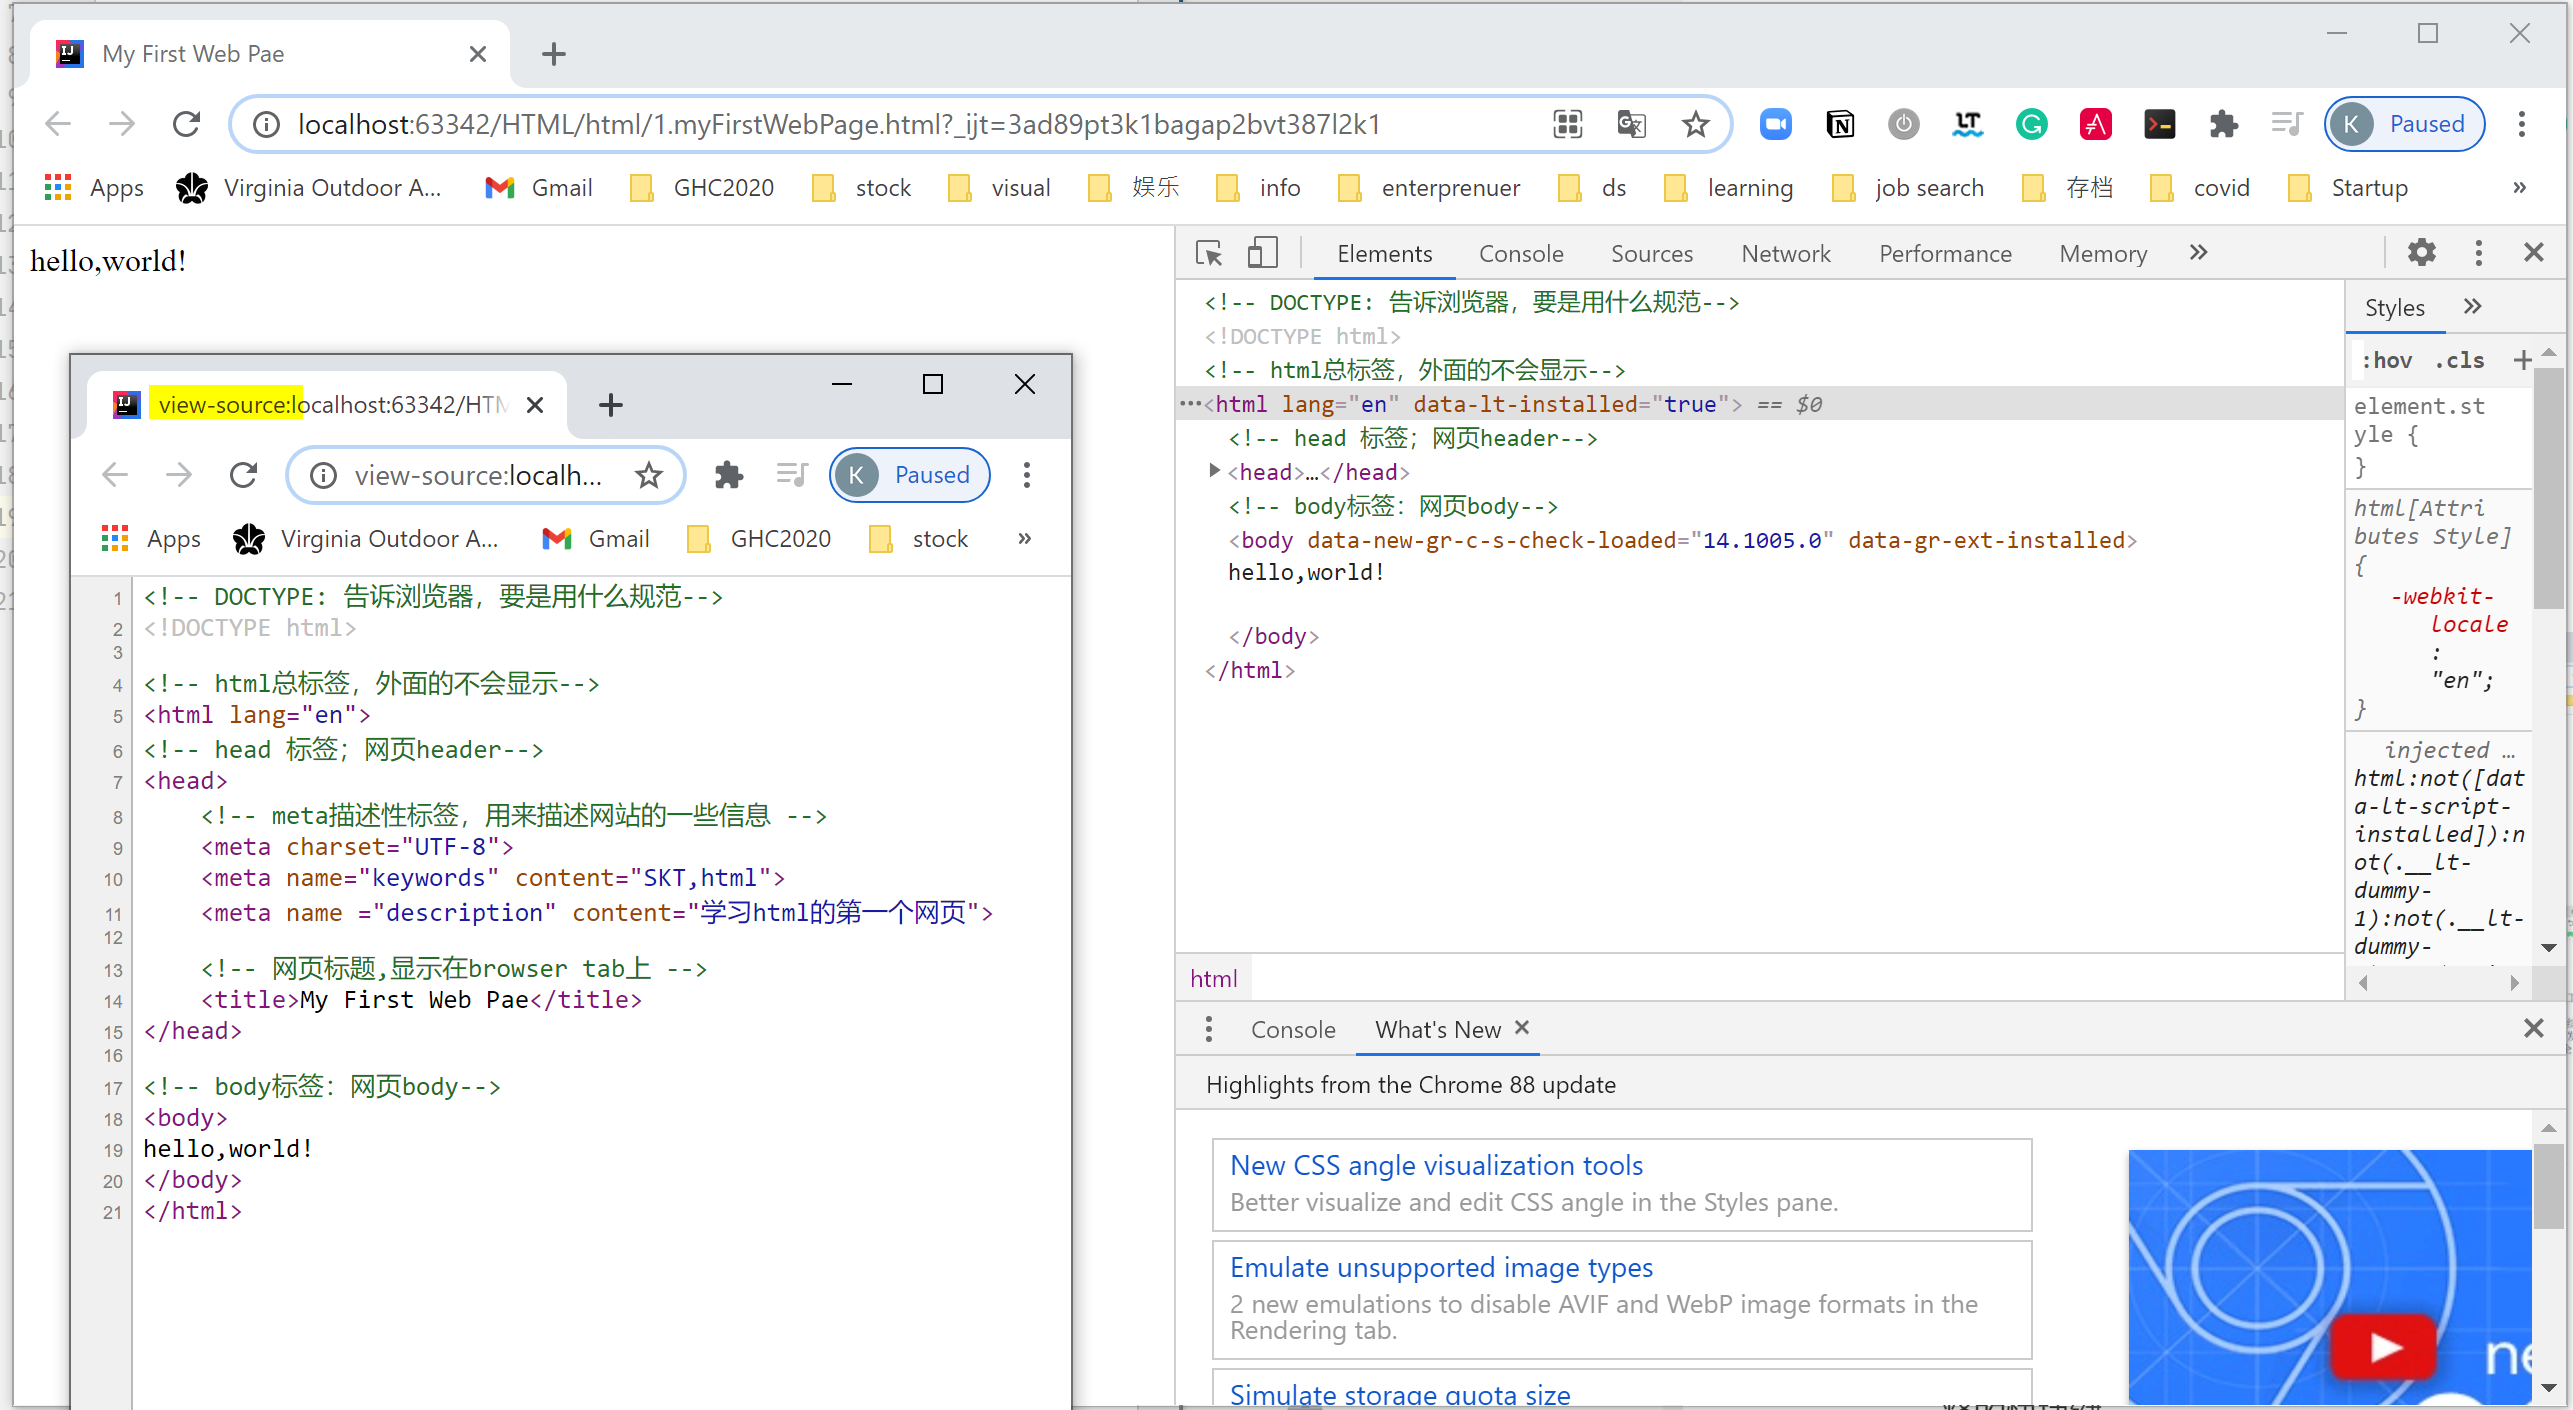 My First Web Pae
localhost:63342/HTML/html/1.myFirstWebPage.html?_ijt=3ad89pt3k1bagap2bvt387l2k1
K Paused
Apps Virginia Outdoor A... Gmail GHC2020 stock visual 娱乐 info enterprenuer ds learning job search 存档 covid Startup »
hello,world!
view-source:localhost:63342/HTM
view-source:localh...
K Paused
Apps Virginia Outdoor A... Gmail GHC2020 stock »
1 <!-- DOCTYPE: 告诉浏览器，要是用什么规范-->
2 <!DOCTYPE html>
3
4 <!-- html总标签，外面的不会显示-->
5 <html lang="en">
6 <!-- head 标签；网页header-->
7 <head>
8 <!-- meta描述性标签，用来描述网站的一些信息 -->
9 <meta charset="UTF-8">
10 <meta name="keywords" content="SKT,html">
11 <meta name ="description" content="学习html的第一个网页">
12
13 <!-- 网页标题,显示在browser tab上 -->
14 <title>My First Web Pae</title>
15 </head>
16
17 <!-- body标签：网页body-->
18 <body>
19 hello,world!
20 </body>
21 </html>
Elements Console Sources Network Performance Memory »
<!-- DOCTYPE: 告诉浏览器，要是用什么规范-->
<!DOCTYPE html>
<!-- html总标签，外面的不会显示-->
…<html lang="en" data-lt-installed="true"> == $0
<!-- head 标签；网页header-->
<head>…</head>
<!-- body标签：网页body-->
<body data-new-gr-c-s-check-loaded="14.1005.0" data-gr-ext-installed>
hello,world!
</body>
</html>
html
Styles »
:hov .cls +
element.st
yle {
}
html[Attri
butes Style]
{
-webkit-
locale
:
"en";
}
injected …
html:not([dat
a-lt-script-
installed]):n
ot(.__lt-
dummy-
1):not(.__lt-
dummy-
Console What's New
Highlights from the Chrome 88 update
New CSS angle visualization tools
Better visualize and edit CSS angle in the Styles pane.
Emulate unsupported image types
2 new emulations to disable AVIF and WebP image formats in the
Rendering tab.
Simulate storage quota size
ne